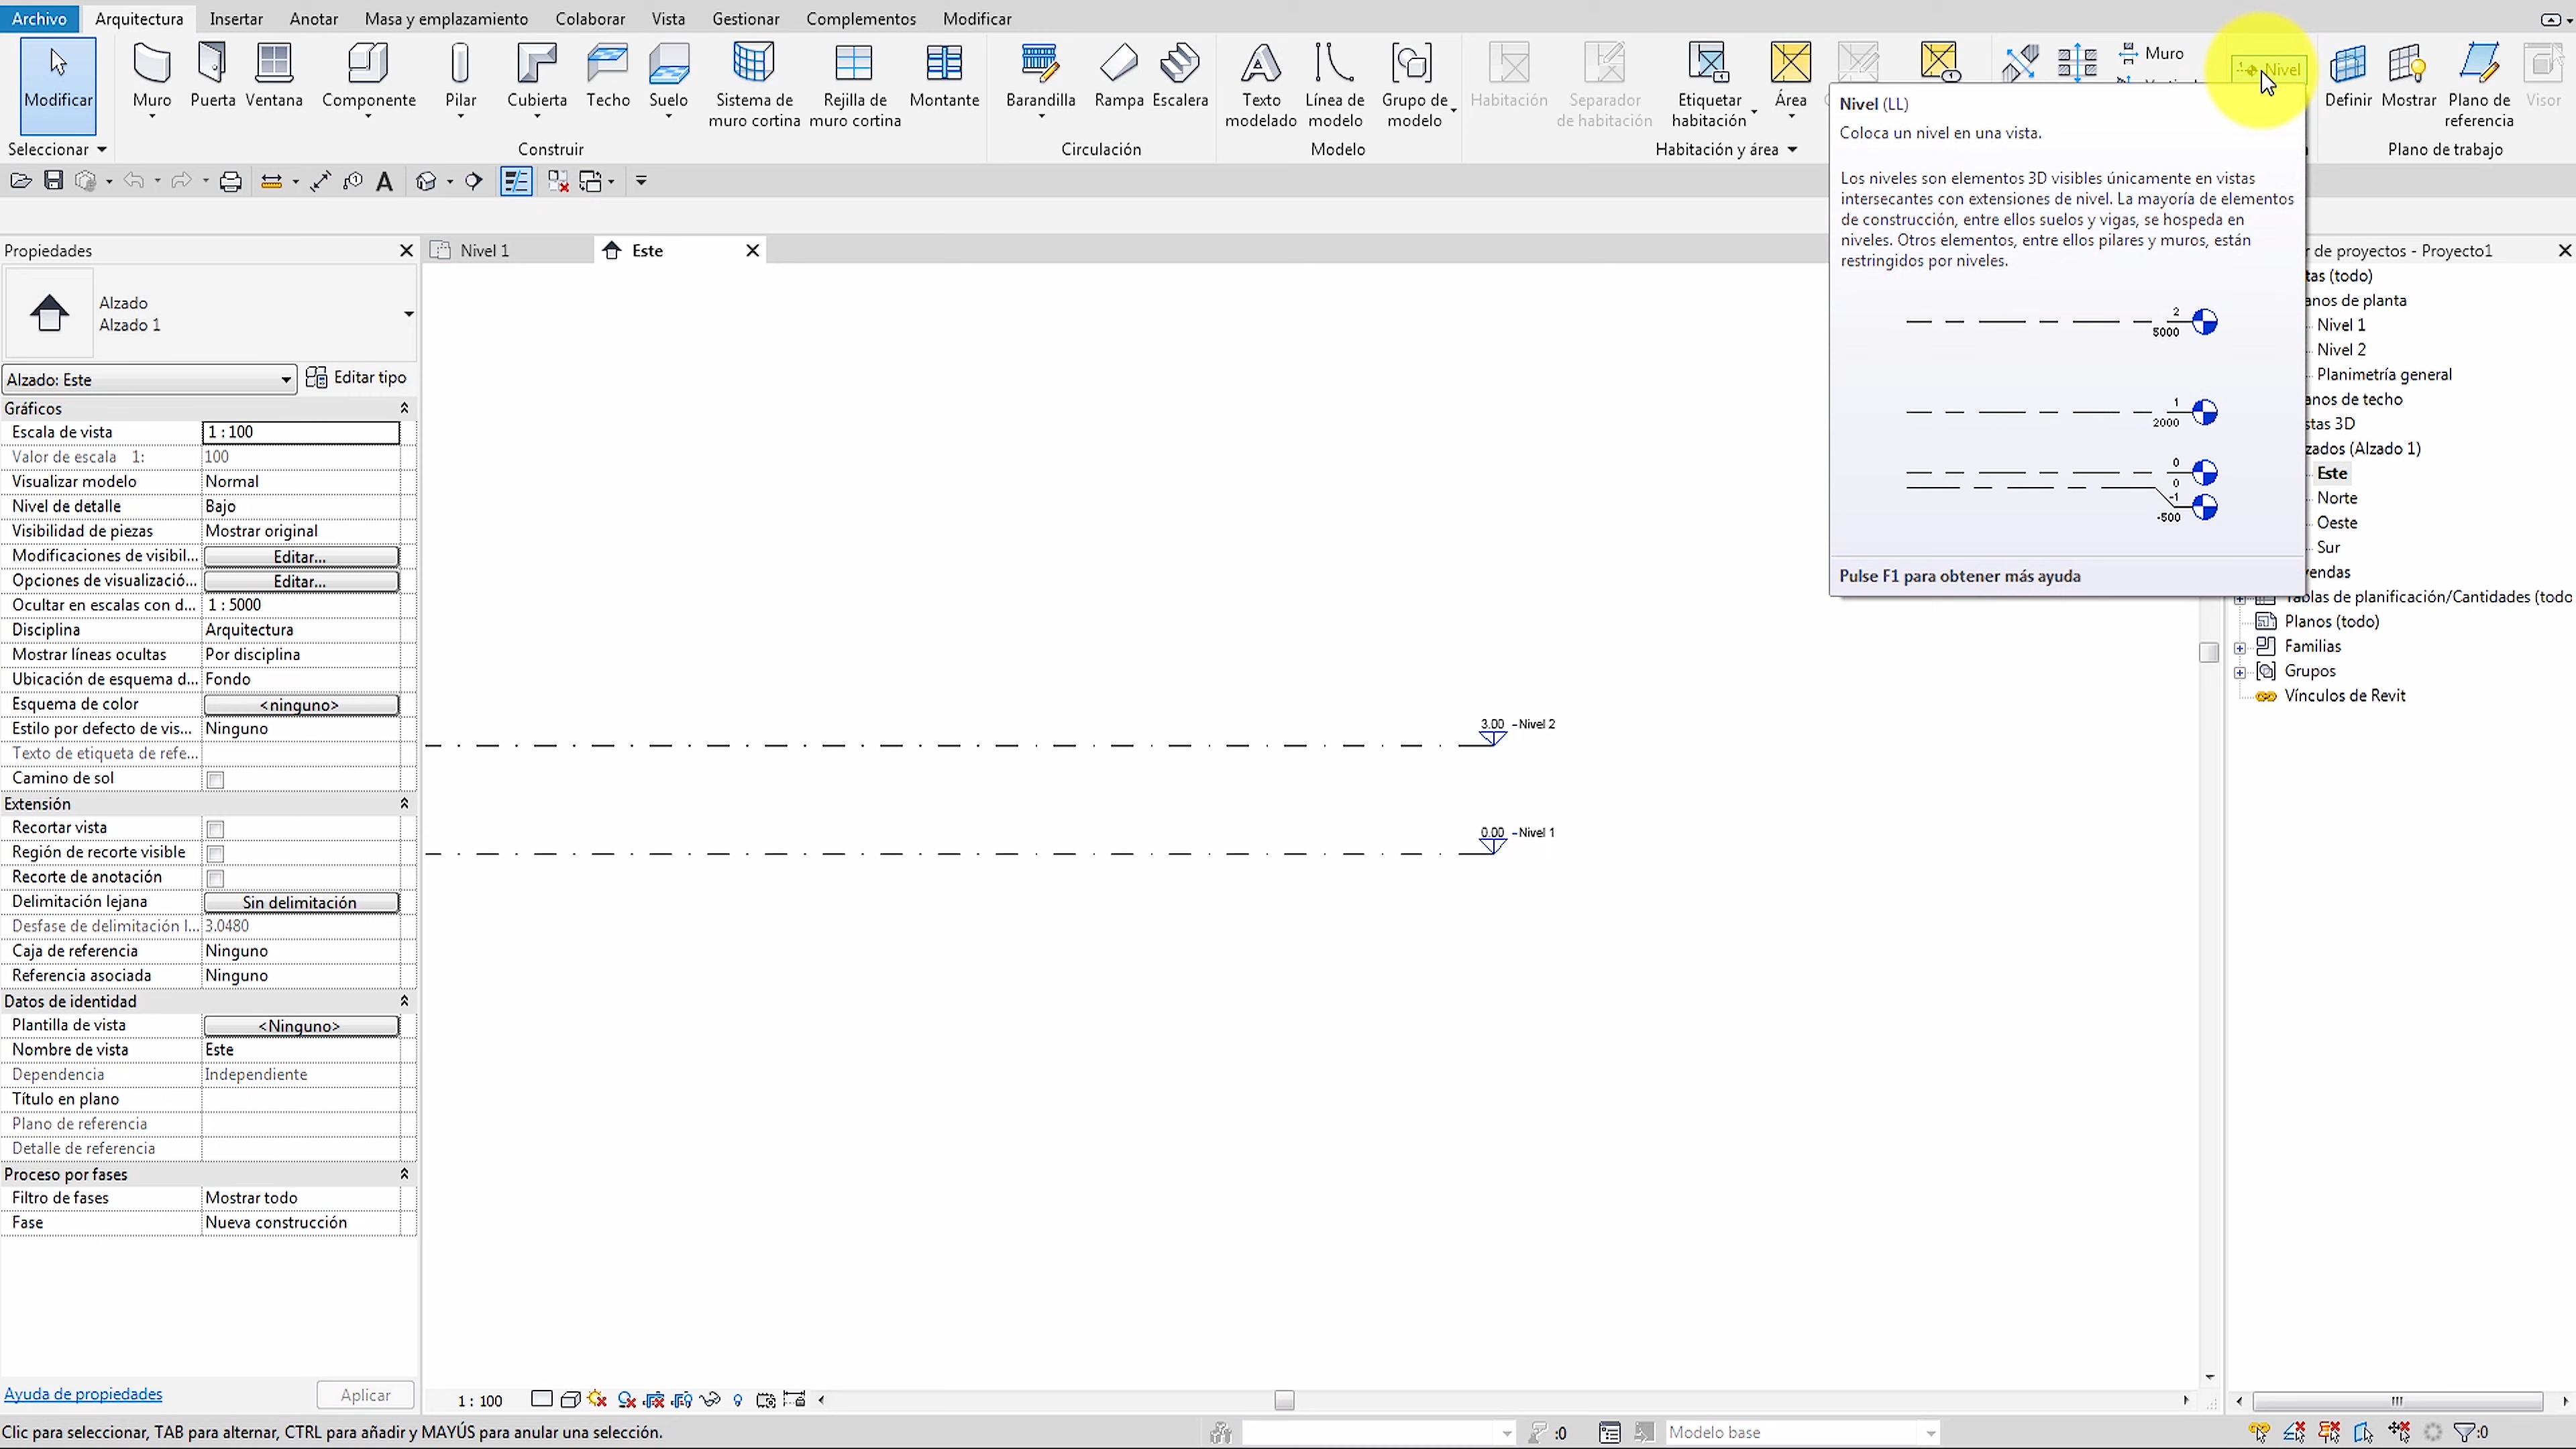 Archivo
Arquitectura
Insertar
Anotar
Masa y emplazamiento
Colaborar
Vista
Gestionar
Complementos
Modificar
Modificar
Muro
Puerta
Ventana
Componente
Pilar
Cubierta
Techo
Suelo
Sistema de
muro cortina
Rejilla de
muro cortina
Montante
Barandilla
Rampa
Escalera
Texto
modelado
Línea de
modelo
Grupo de
modelo
Habitación
Separador
de habitación
Etiquetar
habitación
Área
Muro
Nivel
Definir
Mostrar
Plano de
referencia
Visor
Seleccionar
Construir
Circulación
Modelo
Habitación y área
Plano de trabajo
Nivel (LL)
Coloca un nivel en una vista.
Los niveles son elementos 3D visibles únicamente en vistas
intersecantes con extensiones de nivel. La mayoría de elementos
de construcción, entre ellos suelos y vigas, se hospeda en
niveles. Otros elementos, entre ellos pilares y muros, están
restringidos por niveles.
2
5000
1
2000
0
0
-1
-500
Pulse F1 para obtener más ayuda
Propiedades
Nivel 1
Este
Alzado
Alzado 1
Alzado: Este
Editar tipo
Gráficos
Escala de vista 1 : 100
Valor de escala 1: 100
Visualizar modelo Normal
Nivel de detalle Bajo
Visibilidad de piezas Mostrar original
Modificaciones de visibil... Editar...
Opciones de visualizació... Editar...
Ocultar en escalas con d... 1 : 5000
Disciplina Arquitectura
Mostrar líneas ocultas Por disciplina
Ubicación de esquema d... Fondo
Esquema de color <ninguno>
Estilo por defecto de vis... Ninguno
Texto de etiqueta de refe...
Camino de sol
Extensión
Recortar vista
Región de recorte visible
Recorte de anotación
Delimitación lejana Sin delimitación
Desfase de delimitación l... 3.0480
Caja de referencia Ninguno
Referencia asociada Ninguno
Datos de identidad
Plantilla de vista <Ninguno>
Nombre de vista Este
Dependencia Independiente
Título en plano
Plano de referencia
Detalle de referencia
Proceso por fases
Filtro de fases Mostrar todo
Fase Nueva construcción
Ayuda de propiedades
Aplicar
3.00 Nivel 2
0.00 Nivel 1
r de proyectos - Proyecto1
tas (todo)
anos de planta
Nivel 1
Nivel 2
Planimetría general
anos de techo
stas 3D
zados (Alzado 1)
Este
Norte
Oeste
Sur
yendas
Tablas de planificación/Cantidades (todo
Planos (todo)
Familias
Grupos
Vínculos de Revit
1 : 100
Clic para seleccionar, TAB para alternar, CTRL para añadir y MAYÚS para anular una selección.
:0
Modelo base
:0